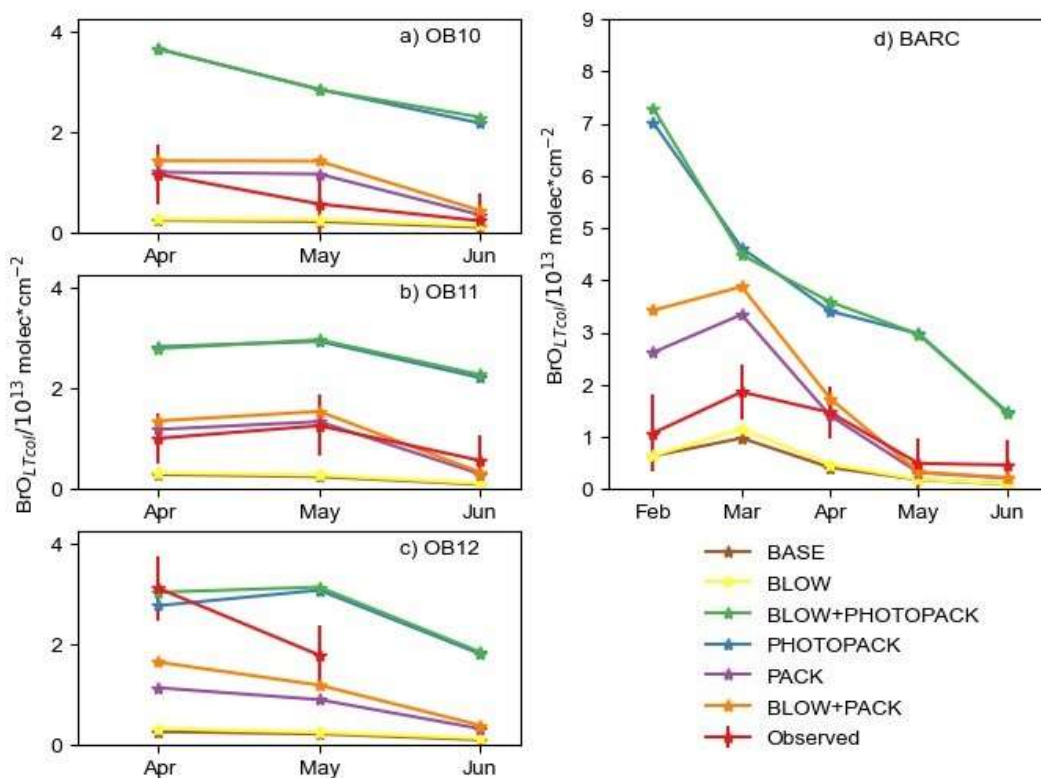 a) OB10
4
2
0
Apr May Jun
b) OB11
4
2
0
Apr May Jun
c) OB12
4
2
0
Apr May Jun
BrO_{LTcol}/10^{13} molec*cm^{-2}
d) BARC
9
8
7
6
5
4
3
2
1
0
Feb Mar Apr May Jun
BrO_{LTcol}/10^{13} molec*cm^{-2}
BASE
BLOW
BLOW+PHOTOPACK
PHOTOPACK
PACK
BLOW+PACK
Observed